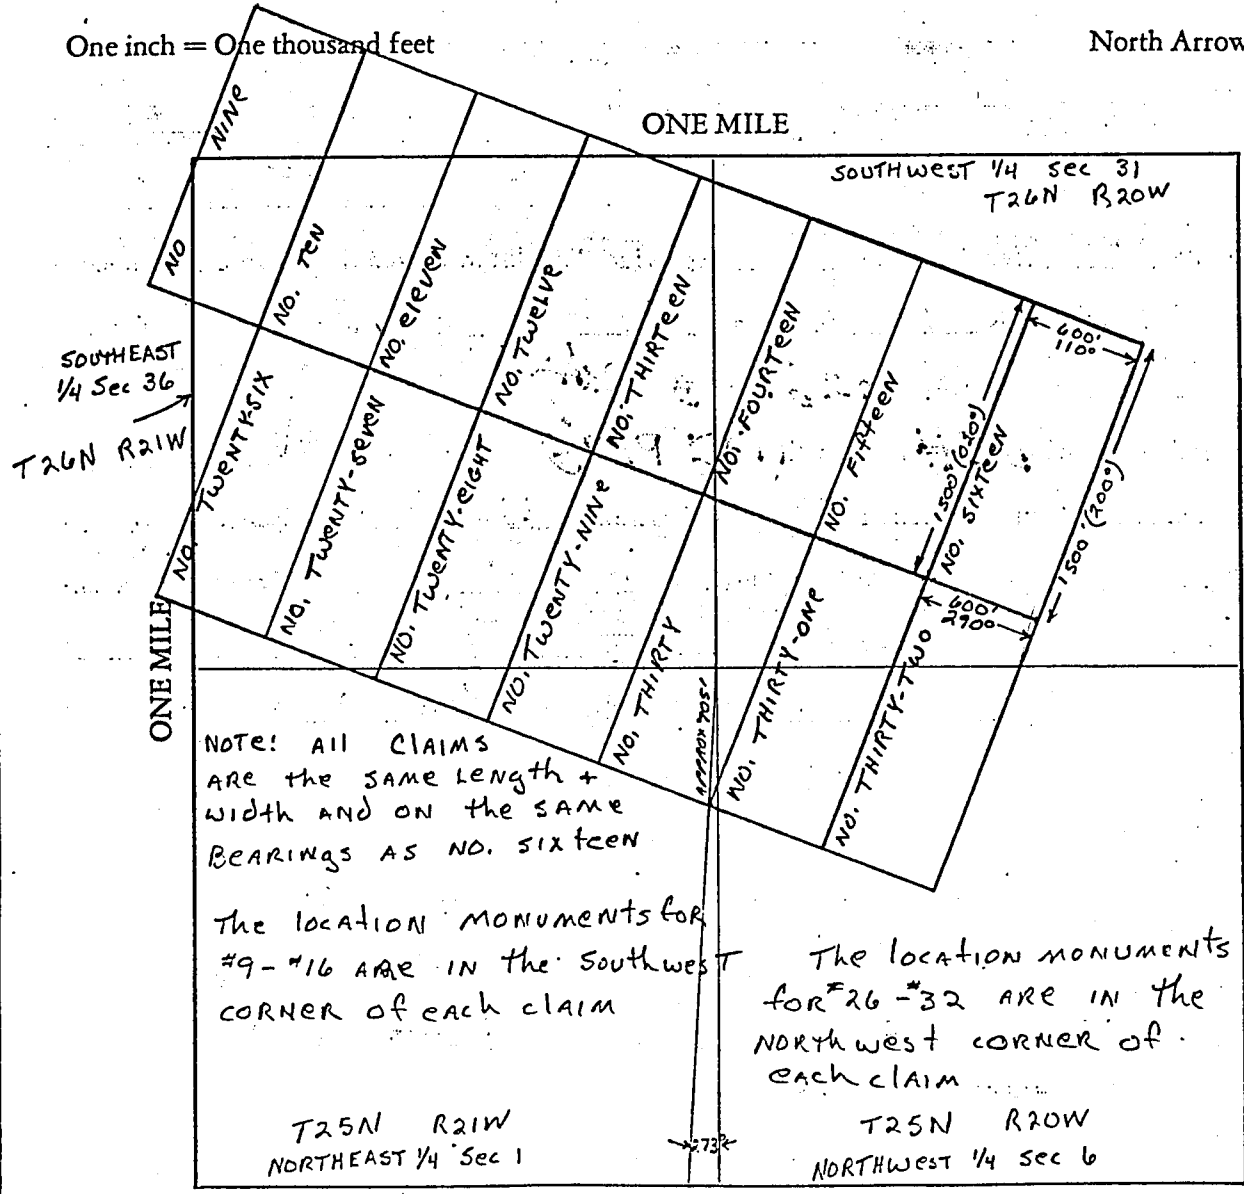 One inch = One thousand feet
North Arrow
ONE MILE
SOUTHWEST 1/4 Sec 31
T26N R20W
NO NINE
NO. TEN
NO. ELEVEN
NO. TWELVE
NO. THIRTEEN
NO. FOURTEEN
NO. FIFTEEN
NO. SIXTEEN
600'
110°
1500' (020°)
1500' (200°)
SOUTHEAST
1/4 Sec 36
T26N R21W
NO. TWENTY-SIX
NO. TWENTY-SEVEN
NO. TWENTY-EIGHT
NO. TWENTY-NINE
NO. THIRTY
NO. THIRTY-ONE
NO. THIRTY-TWO
600'
290°
ONE MILE
APPROX 705'
NOTE: All CLAIMS
ARE the SAME LENGTH +
WIDTH AND ON the SAME
BEARINGS AS NO. SIXTEEN
The location monuments for
#9 - #16 ARE IN the Southwest
CORNER of each claim
The location monuments
for #26 - #32 ARE IN the
NORTHWEST CORNER of
each claim
T25N R21W
NORTHEAST 1/4 Sec 1
273'
T25N R20W
NORTHWEST 1/4 Sec 6